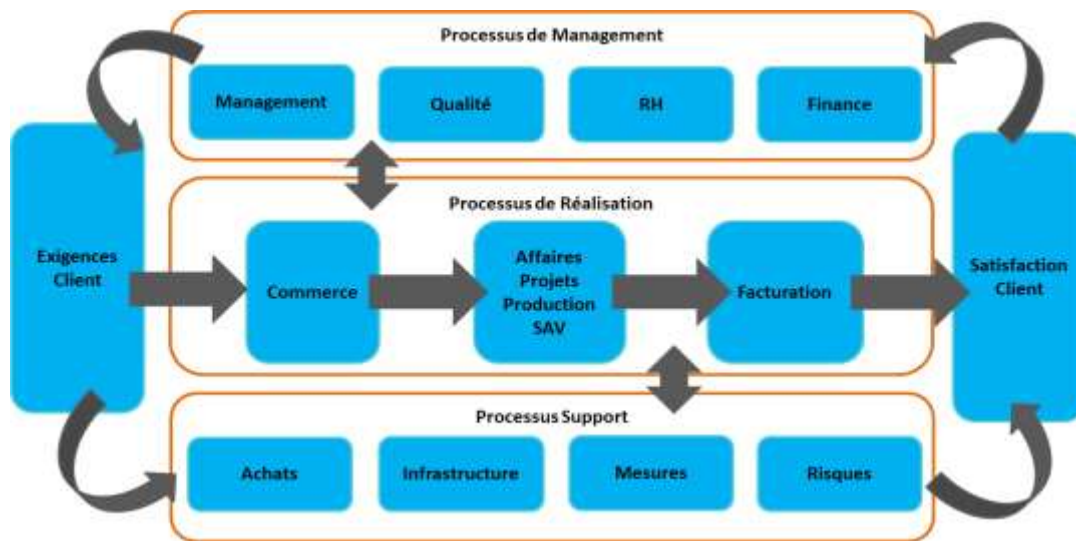 Processus de Management
Management
Qualité
RH
Finance
Processus de Réalisation
Exigences
Client
Commerce
Affaires
Projets
Production
SAV
Facturation
Satisfaction
Client
Processus Support
Achats
Infrastructure
Mesures
Risques